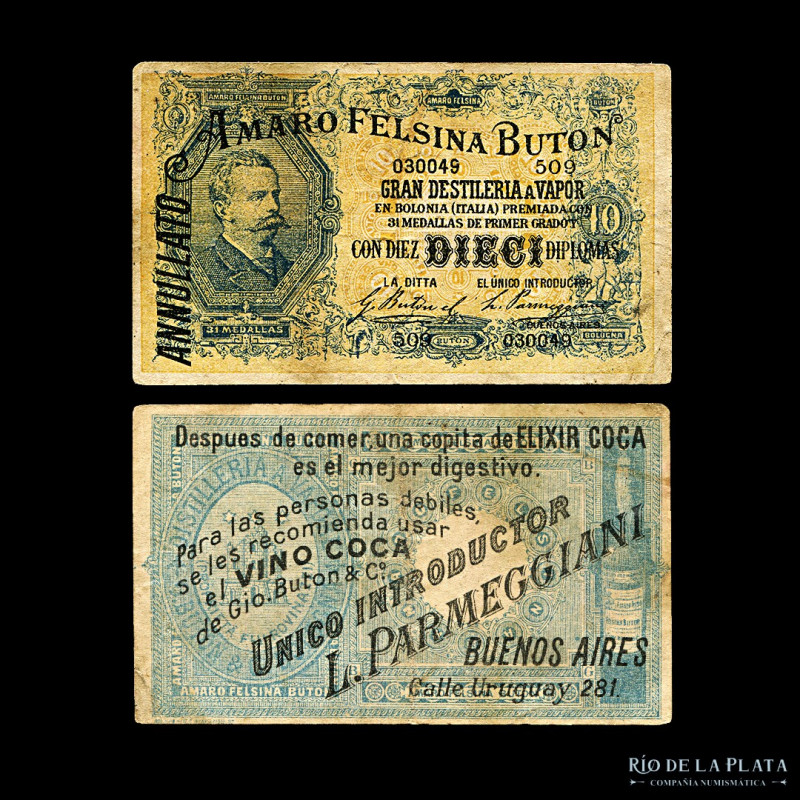 AMARO FELSINA BUTON
AMARO FELSINA
BUTON
AMARO FELSINA BUTON
030049 509
GRAN DESTILERIA A VAPOR
EN BOLONIA (ITALIA) PREMIADA CON
31 MEDALLAS DE PRIMER GRADO Y
CON DIEZ DIECI DIPLOMAS
10
ANNULLATO
LA DITTA EL ÚNICO INTRODUCTOR
G. Buton & C. L. Parmeggiani
BUENOS AIRES
31 MEDALLAS
509 BUTON 030049
BOLOGNA
Despues de comer una copita de ELIXIR COCA
es el mejor digestivo.
Para las personas debiles,
se les recomienda usar
el VINO COCA
de Gio. Buton & Cº.
UNICO INTRODUCTOR
L. PARMEGGIANI
BUENOS AIRES
Calle Uruguay 281.
AMARO FELSINA BUTON
RÍO DE LA PLATA
COMPAÑÍA NUMISMÁTICA